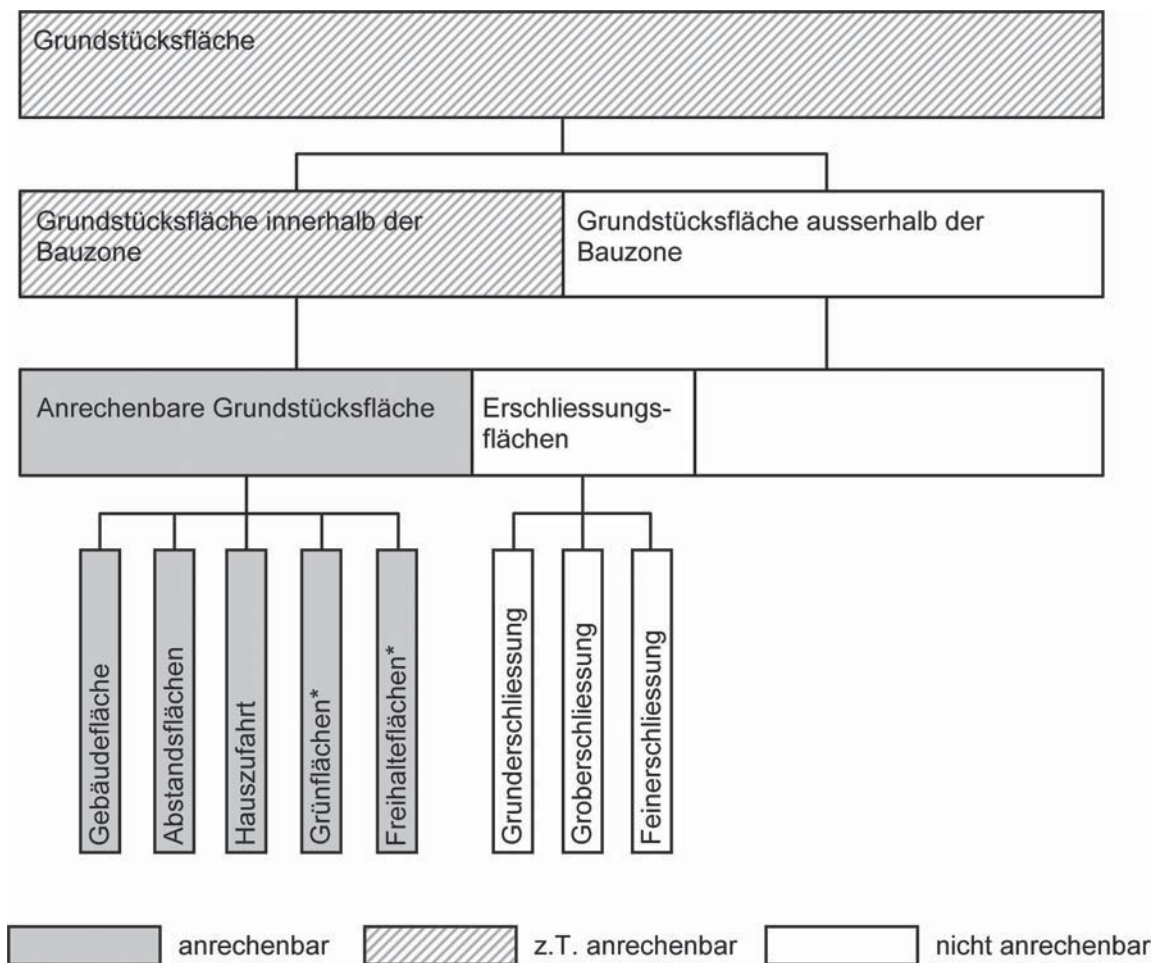 Grundstücksfläche
Grundstücksfläche innerhalb der
Bauzone
Grundstücksfläche ausserhalb der
Bauzone
Anrechenbare Grundstücksfläche
Erschliessungs-
flächen
Gebäudefläche
Abstandsflächen
Hauszufahrt
Grünflächen*
Freihalteflächen*
Grunderschliessung
Groberschliessung
Feinerschliessung
anrechenbar
z.T. anrechenbar
nicht anrechenbar